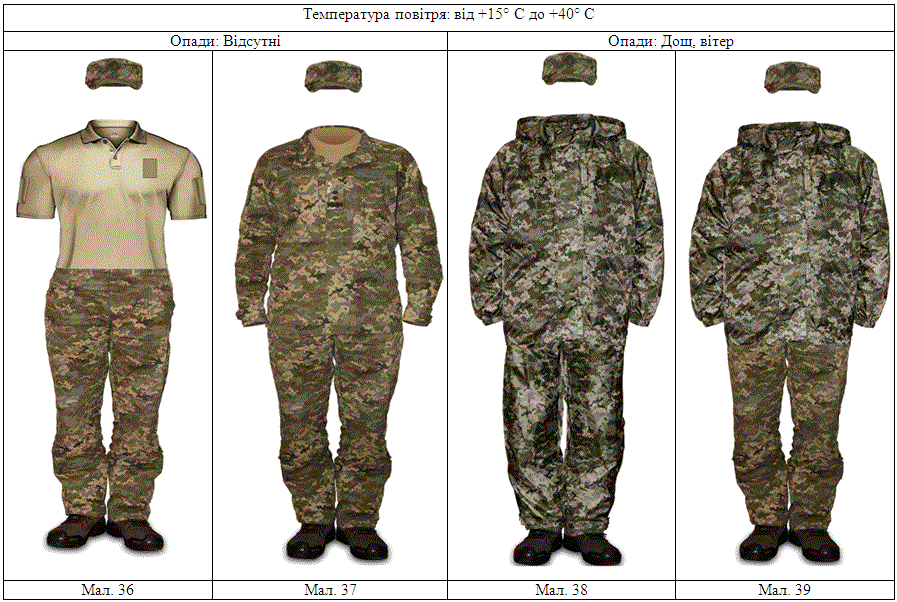 Температура повітря: від +15° С до +40° С
Опади: Відсутні
Опади: Дощ, вітер
Мал. 36
Мал. 37
Мал. 38
Мал. 39